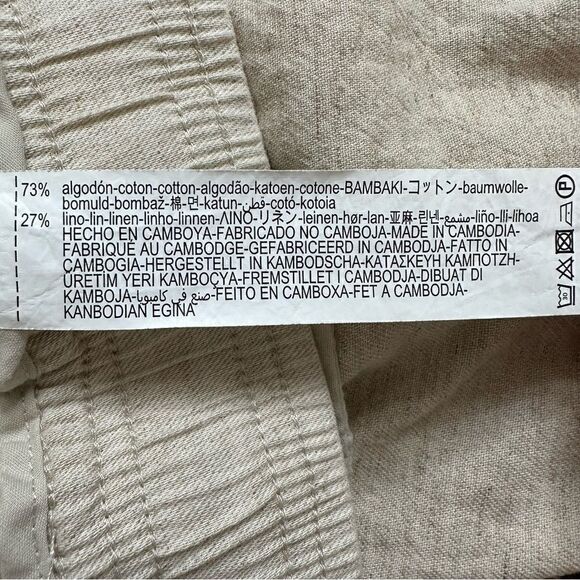 73% algodón-coton-cotton-algodão-katoen-cotone-BAMBAKI-コットン-baumwolle-
bomuld-bombaž-棉-면-katun-قطن-cotó-kotoia
27% lino-lin-linen-linho-linnen-ΛΙΝΟ-リネン-leinen-hør-lan-亚麻-린넨-مشمع-liño-lli-lihoa
HECHO EN CAMBOYA-FABRICADO NO CAMBOJA-MADE IN CAMBODIA-
FABRIQUÉ AU CAMBODGE-GEFABRICEERD IN CAMBODJA-FATTO IN
CAMBOGIA-HERGESTELLT IN KAMBODSCHA-ΚΑΤΑΣΚΕΥΗ ΚΑΜΠΟΤΖΗ-
ÜRETİM YERİ KAMBOÇYA-FREMSTILLET I CAMBODJA-DIBUAT DI
KAMBOJA-صنع في كامبوديا-FEITO EN CAMBOXA-FET A CAMBODJA-
KANBODIAN EGINA
P
30